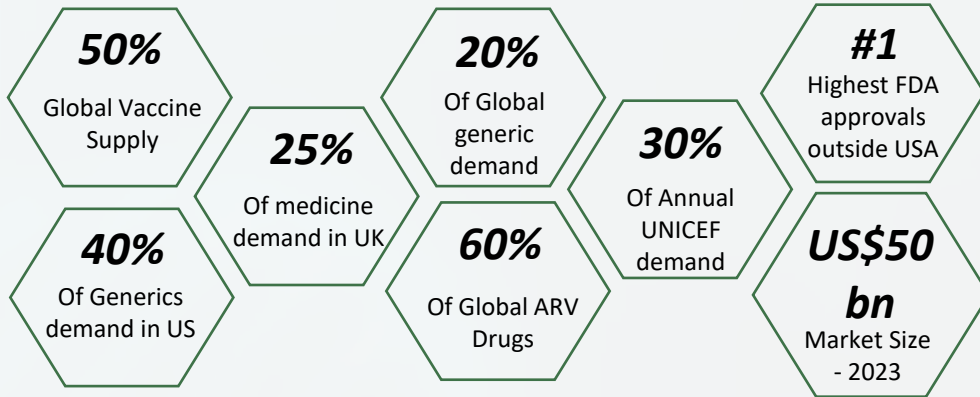 50%
Global Vaccine
Supply
20%
Of Global
generic
demand
#1
Highest FDA
approvals
outside USA
25%
Of medicine
demand in UK
30%
Of Annual
UNICEF
demand
40%
Of Generics
demand in US
60%
Of Global ARV
Drugs
US$50
bn
Market Size
- 2023